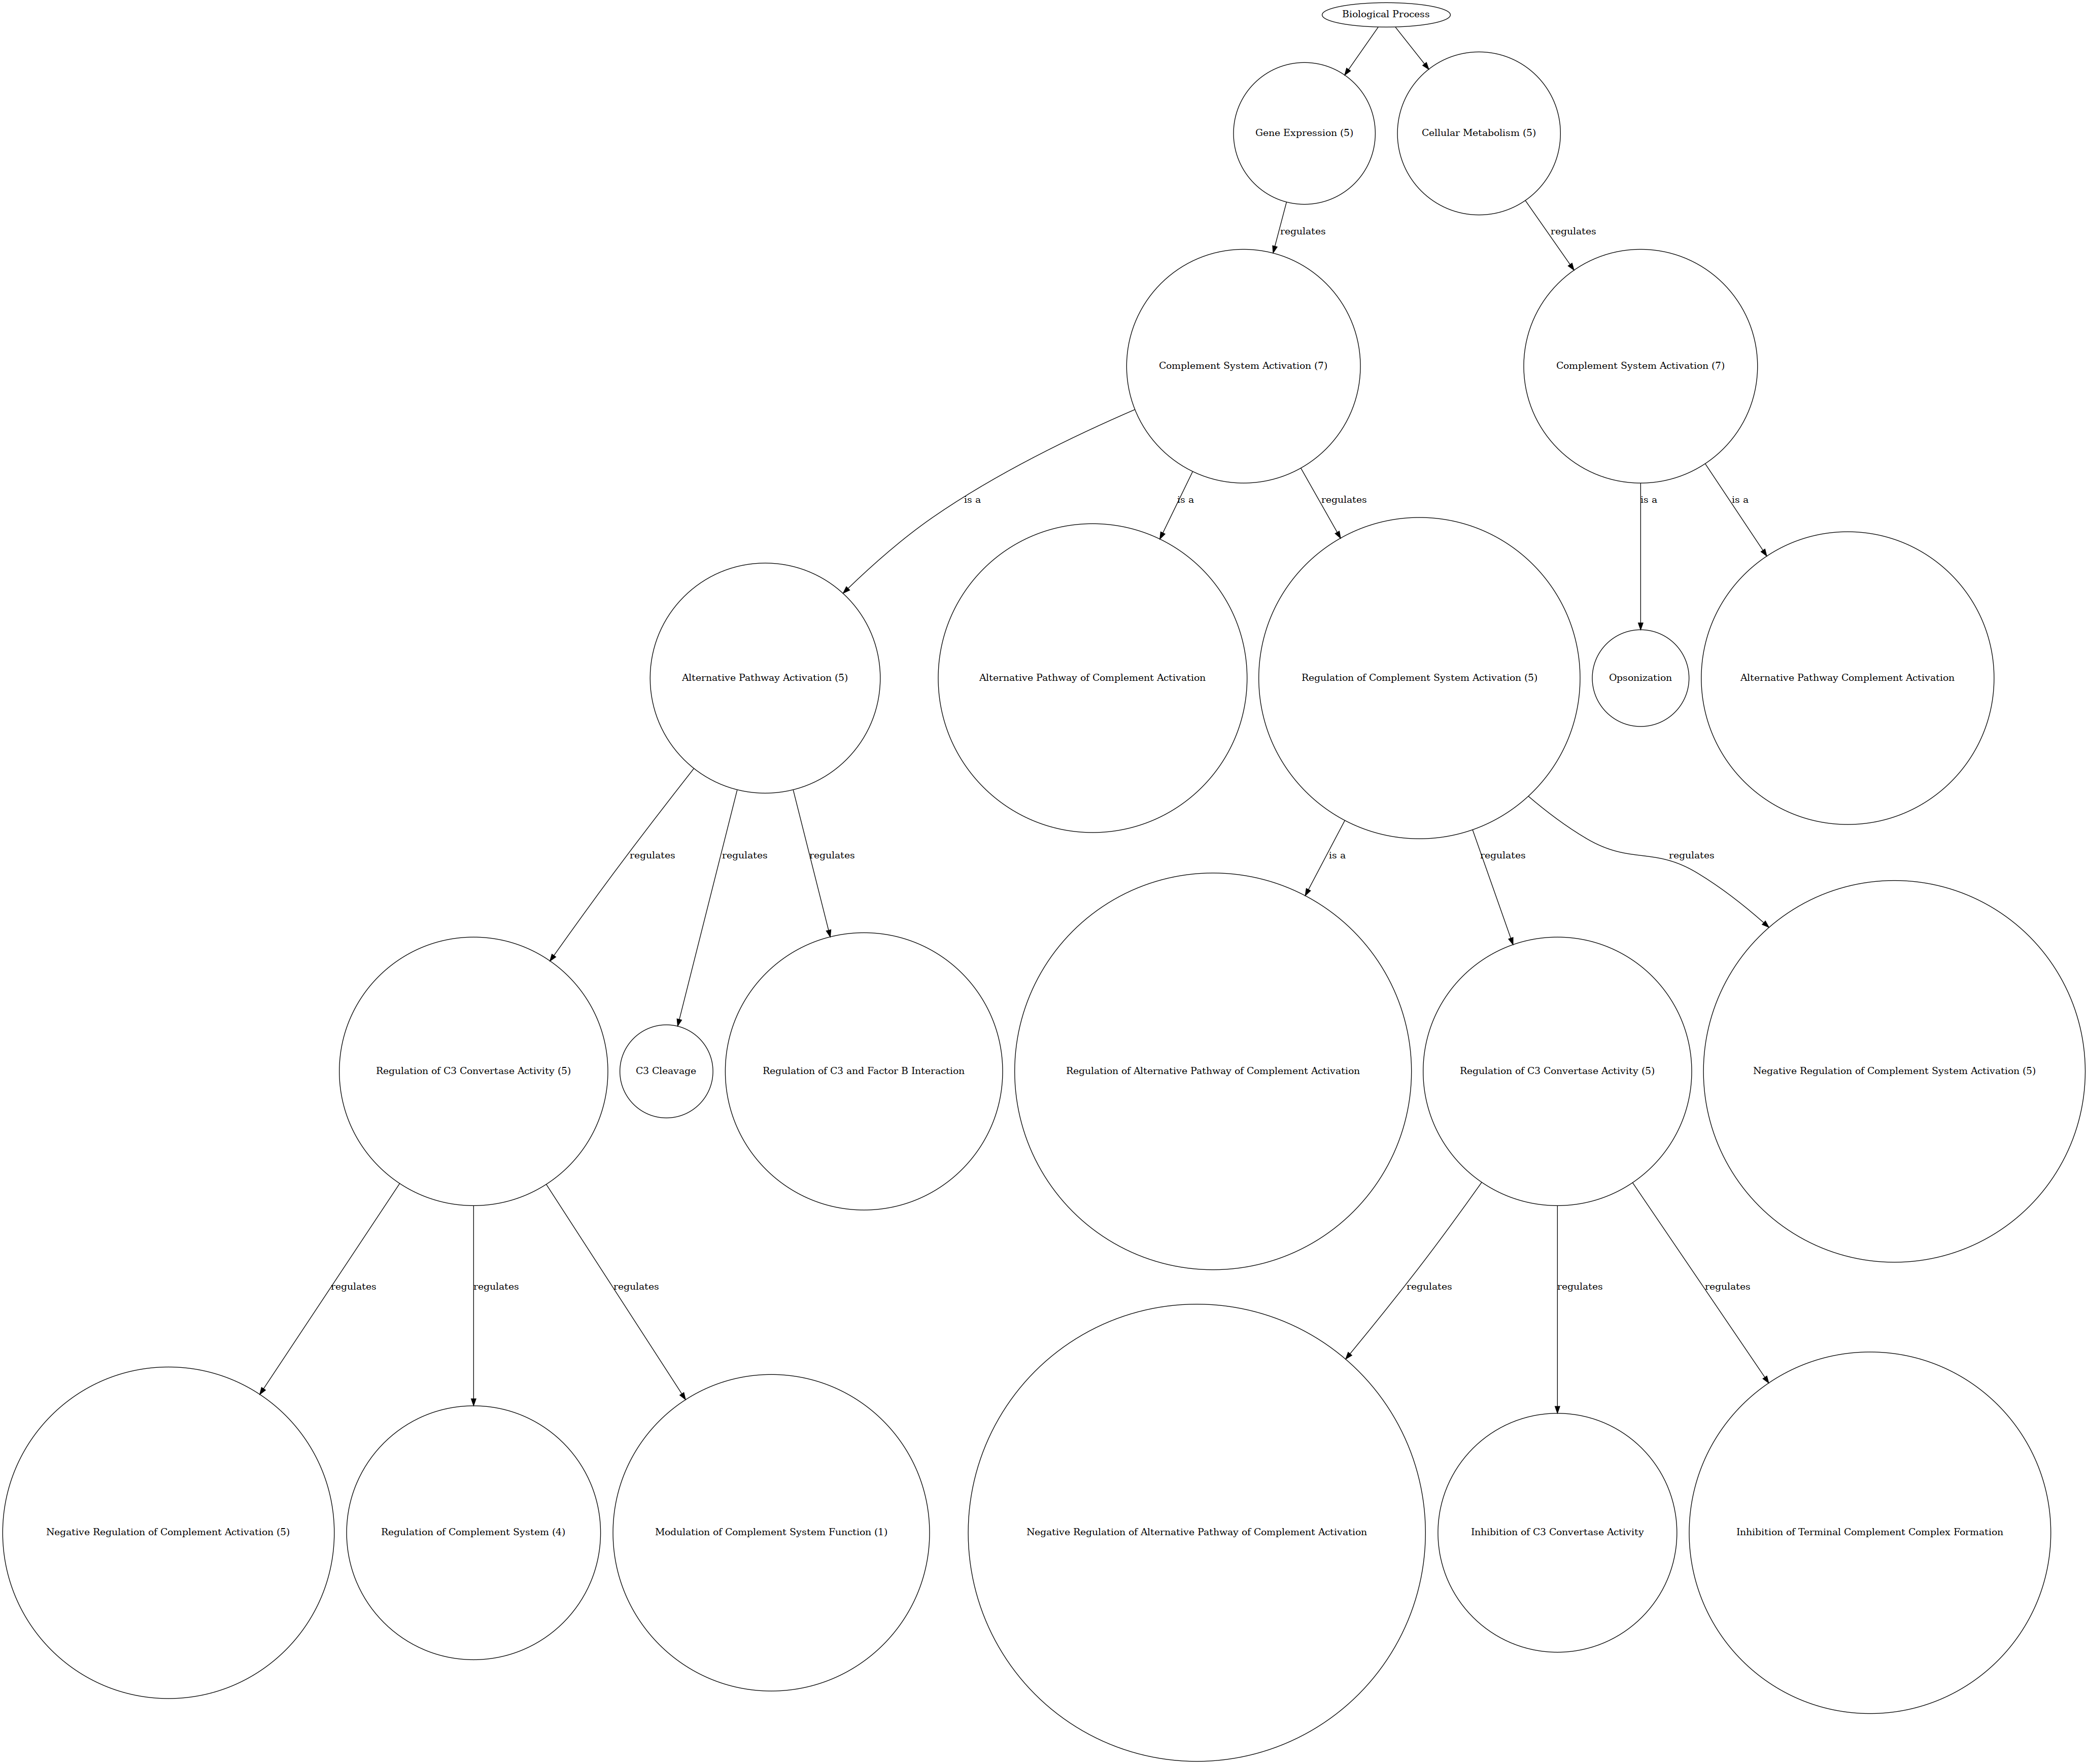 Biological Process
Gene Expression (5)
Cellular Metabolism (5)
regulates
regulates
Complement System Activation (7)
Complement System Activation (7)
is a
is a
regulates
is a
is a
Alternative Pathway Activation (5)
Alternative Pathway of Complement Activation
Regulation of Complement System Activation (5)
Opsonization
Alternative Pathway Complement Activation
regulates
regulates
regulates
is a
regulates
regulates
Regulation of C3 Convertase Activity (5)
C3 Cleavage
Regulation of C3 and Factor B Interaction
Regulation of Alternative Pathway of Complement Activation
Regulation of C3 Convertase Activity (5)
Negative Regulation of Complement System Activation (5)
regulates
regulates
regulates
regulates
regulates
regulates
Negative Regulation of Complement Activation (5)
Regulation of Complement System (4)
Modulation of Complement System Function (1)
Negative Regulation of Alternative Pathway of Complement Activation
Inhibition of C3 Convertase Activity
Inhibition of Terminal Complement Complex Formation